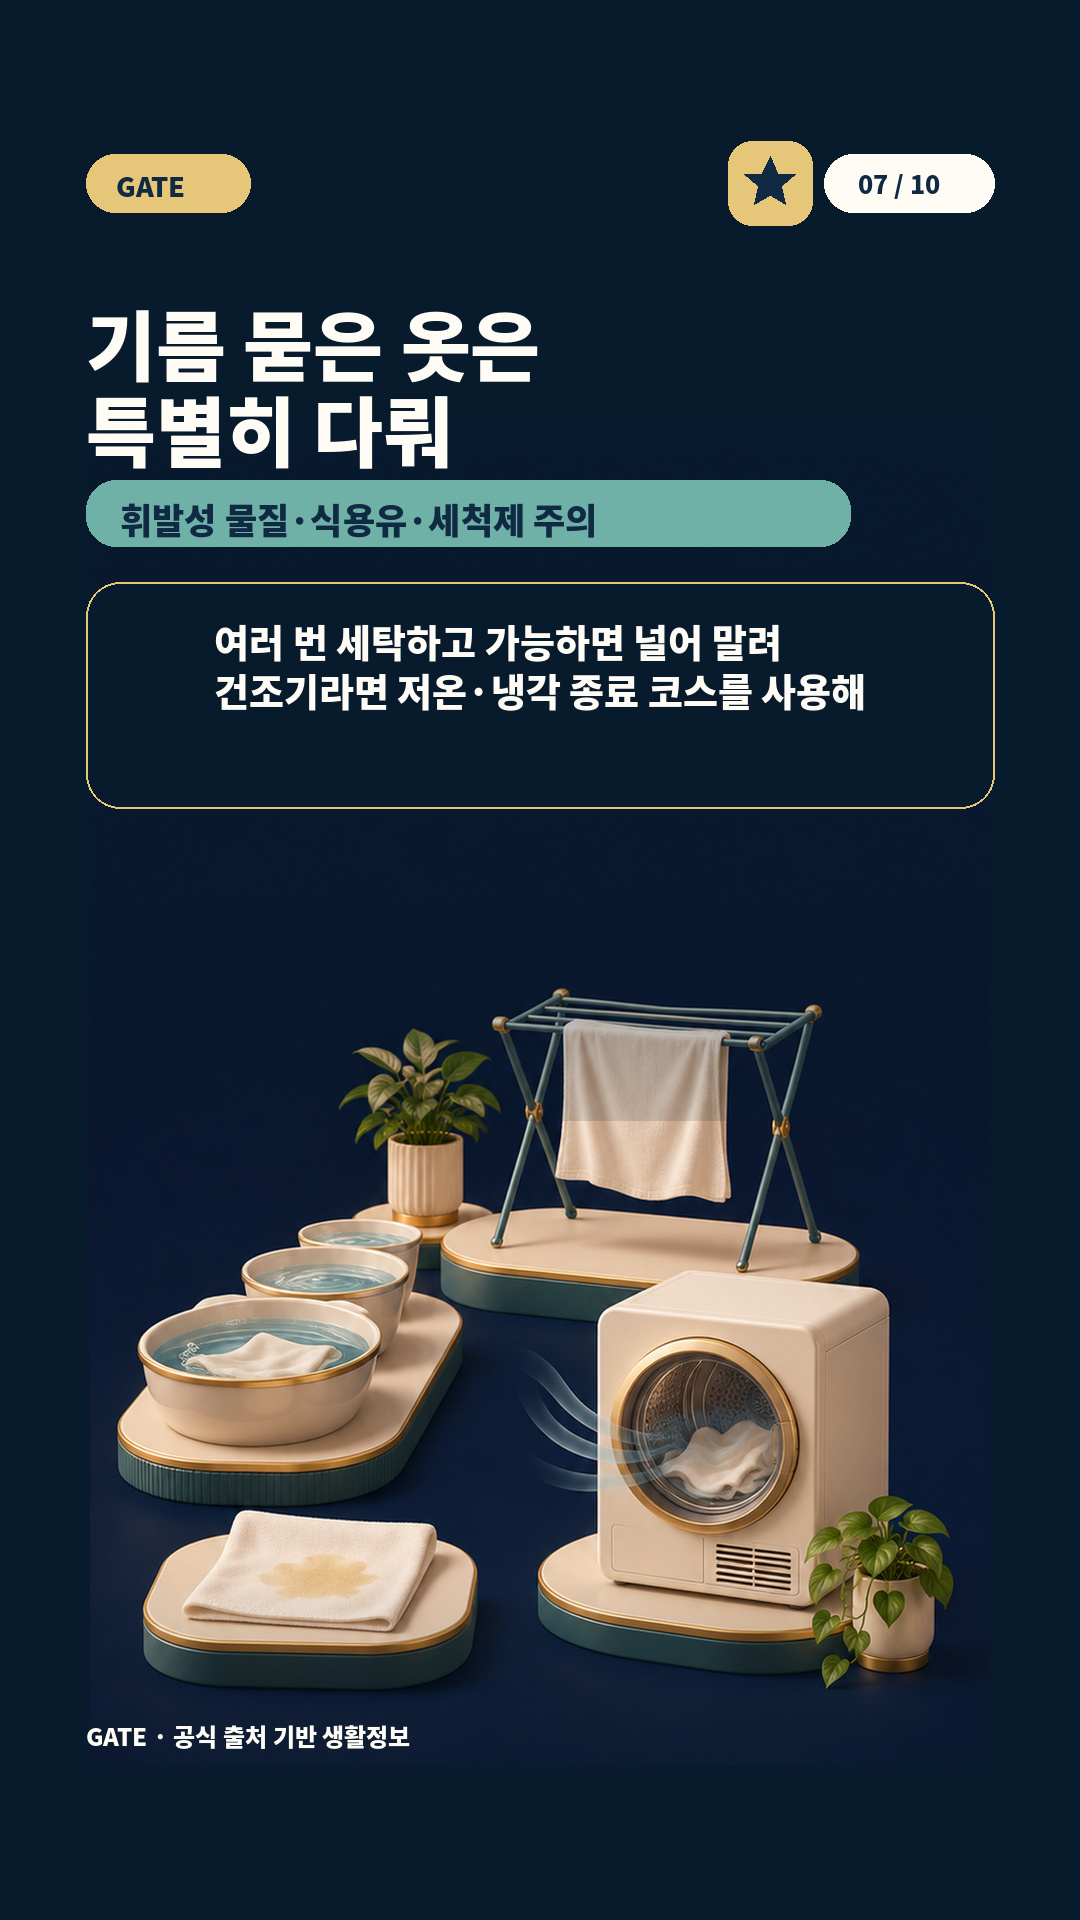 GATE
07 / 10
기름 묻은 옷은
특별히 다뤄
휘발성 물질·식용유·세척제 주의
여러 번 세탁하고 가능하면 널어 말려
건조기라면 저온·냉각 종료 코스를 사용해
GATE · 공식 출처 기반 생활정보